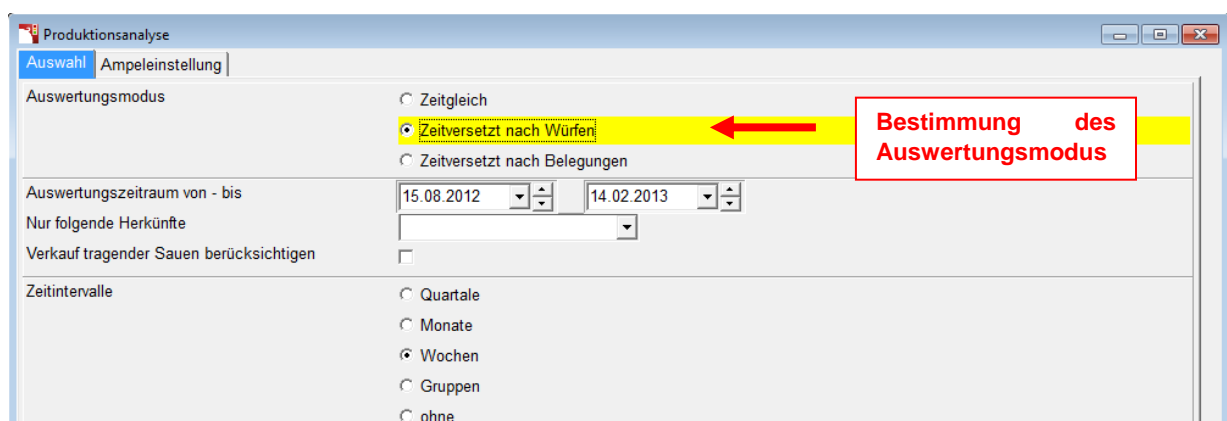 Produktionsanalyse
Auswahl Ampeleinstellung
Auswertungsmodus
Zeitgleich
Zeitversetzt nach Würfen
Zeitversetzt nach Belegungen
Bestimmung des
Auswertungsmodus
Auswertungszeitraum von - bis
15.08.2012 14.02.2013
Nur folgende Herkünfte
Verkauf tragender Sauen berücksichtigen
Zeitintervalle
Quartale
Monate
Wochen
Gruppen
ohne